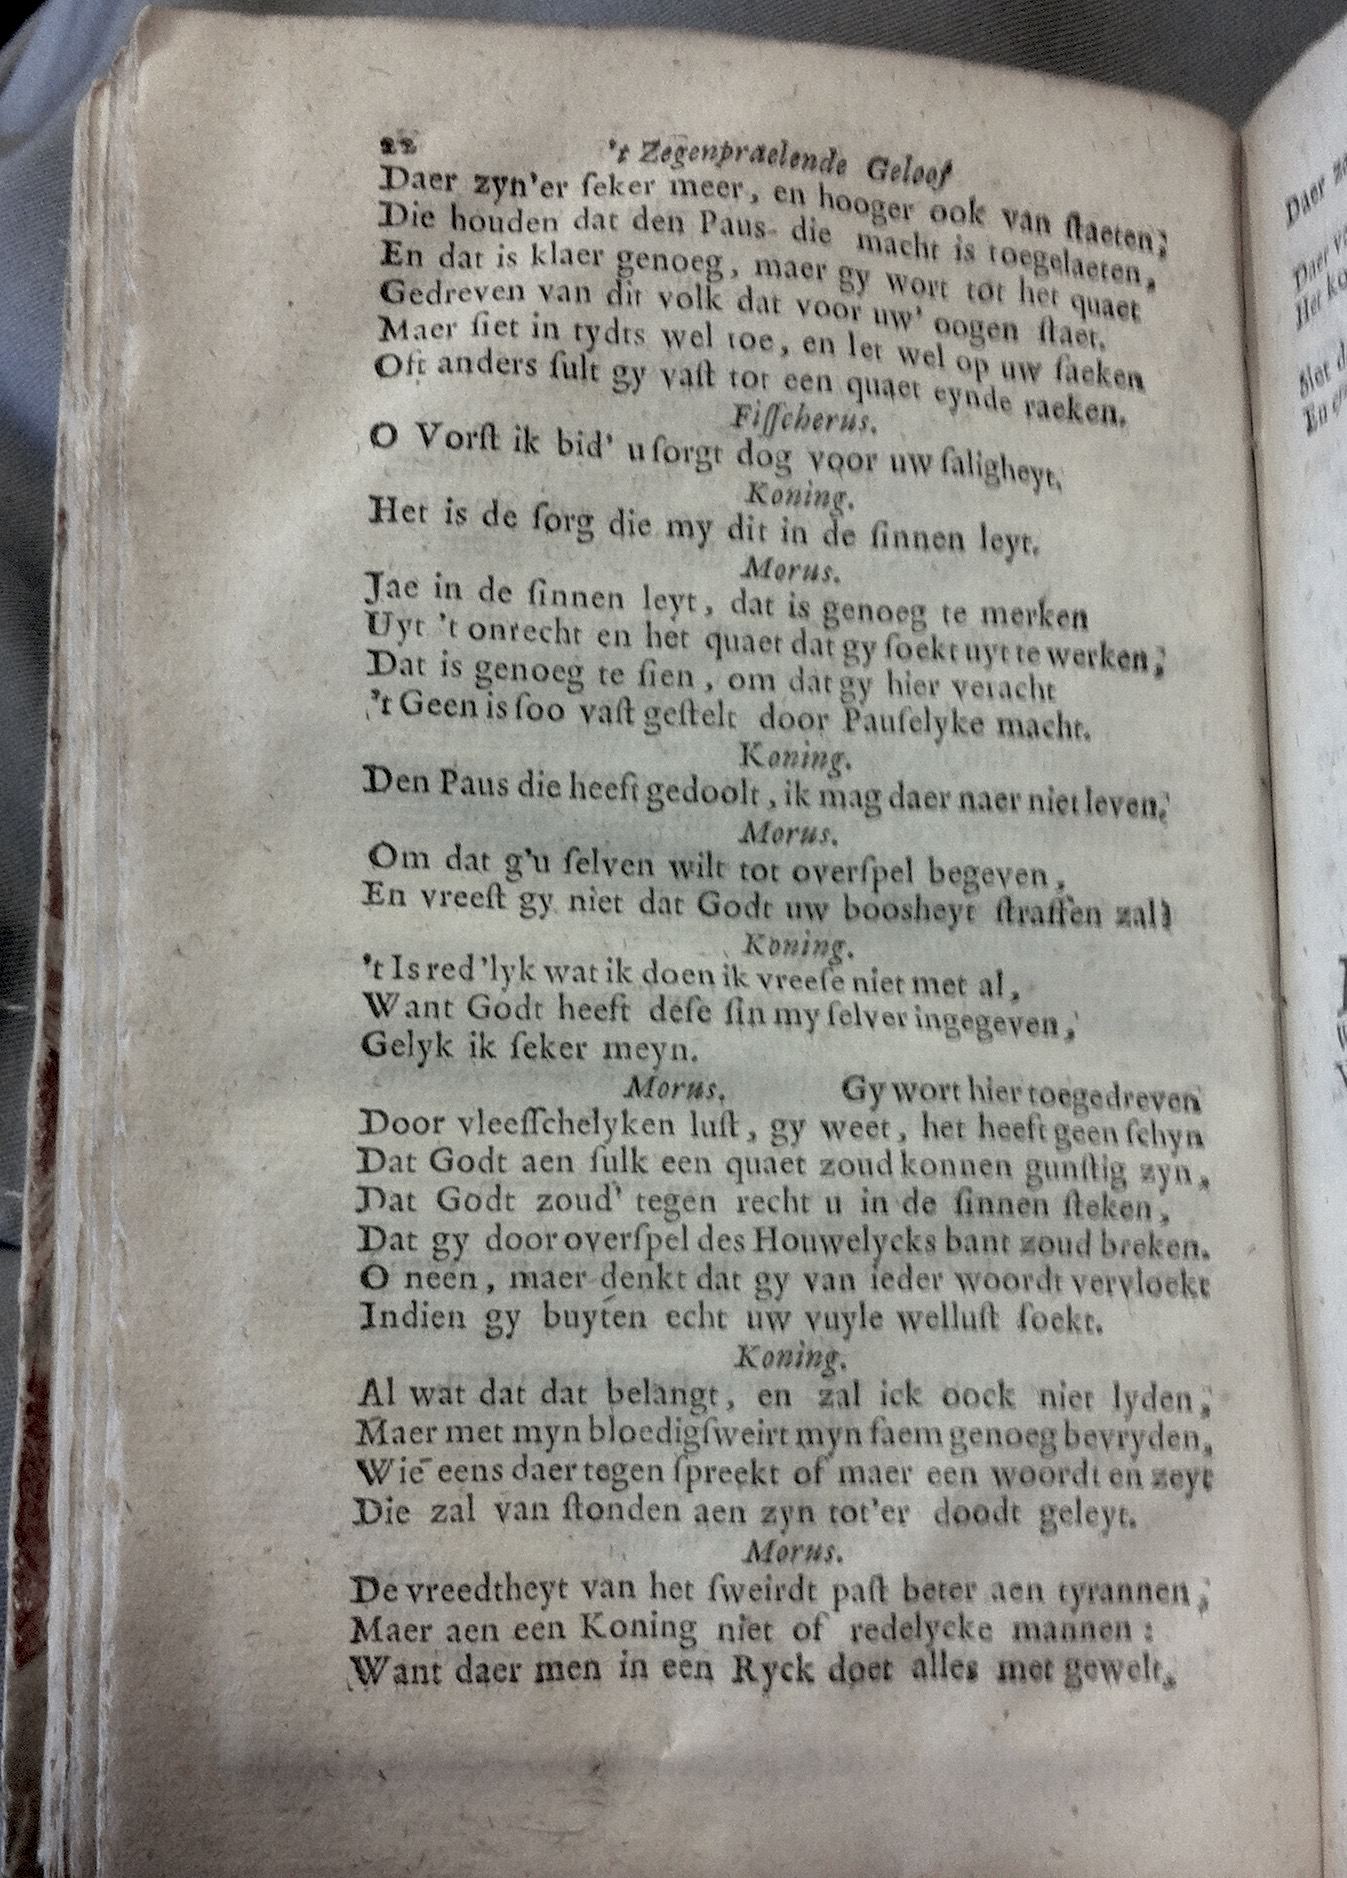 22 't Zegenpraelende Geloof
Daer zyn'er ſeker meer, en hooger ook van ſtaeten,
Die houden dat den Paus die macht is toegelaeten,
En dat is klaer genoeg, maer gy wort tot het quaet
Gedreven van dit volk dat voor uw' oogen ſtaet.
Maer ſiet in tydts wel toe, en let wel op uw ſaeken
Oft anders ſult gy vaſt tot een quaet eynde raeken.
Fiſſcherus.
O Vorſt ik bid' u ſorgt dog voor uw ſaligheyt.
Koning.
Het is de ſorg die my dit in de ſinnen leyt.
Morus.
Jae in de ſinnen leyt, dat is genoeg te merken
Uyt 't onrecht en het quaet dat gy ſoekt uyt te werken,
Dat is genoeg te ſien, om dat gy hier veracht
't Geen is ſoo vaſt geſtelt door Pauſelyke macht.
Koning.
Den Paus die heeft gedoolt, ik mag daer naer niet leven.
Morus.
Om dat g'u ſelven wilt tot overſpel begeven,
En vreeſt gy niet dat Godt uw boosheyt ſtraffen zal?
Koning.
't Is red'lyk wat ik doen ik vreeſe niet met al,
Want Godt heeft deſe ſin my ſelver ingegeven,
Gelyk ik ſeker meyn.
Morus. Gy wort hier toegedreven
Door vleeſſchelyken luſt, gy weet, het heeft geen ſchyn
Dat Godt aen ſulk een quaet zoud konnen gunſtig zyn,
Dat Godt zoud' tegen recht u in de ſinnen ſteken,
Dat gy door overſpel des Houwelycks bant zoud breken.
O neen, maer denkt dat gy van ieder woordt vervloekt
Indien gy buyten echt uw vuyle welluſt ſoekt.
Koning.
Al wat dat dat belangt, en zal ick oock niet lyden,
Maer met myn bloedig ſweirt myn faem genoeg bevryden,
Wie eens daer tegen ſpreekt of maer een woordt en zeyt
Die zal van ſtonden aen zyn tot'er doodt geleyt.
Morus.
De vreedtheyt van het ſweirdt paſt beter aen tyrannen,
Maer aen een Koning niet of redelycke mannen:
Want daer men in een Ryck doet alles met gewelt,